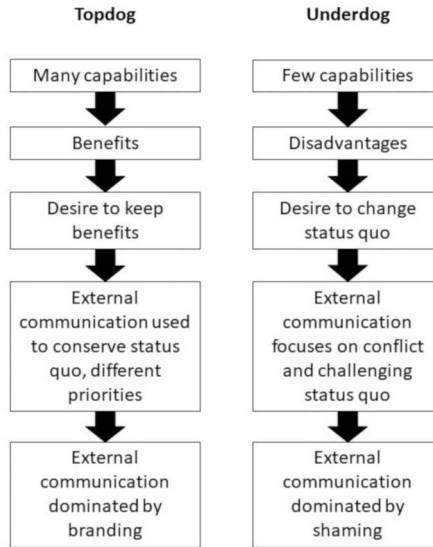 Topdog
Many capabilities
Benefits
Desire to keep
benefits
External
communication used
to conserve status
quo, different
priorities
External
communication
dominated by
branding
Underdog
Few capabilities
Disadvantages
Desire to change
status quo
External
communication
focuses on conflict
and challenging
status quo
External
communication
dominated by
shaming